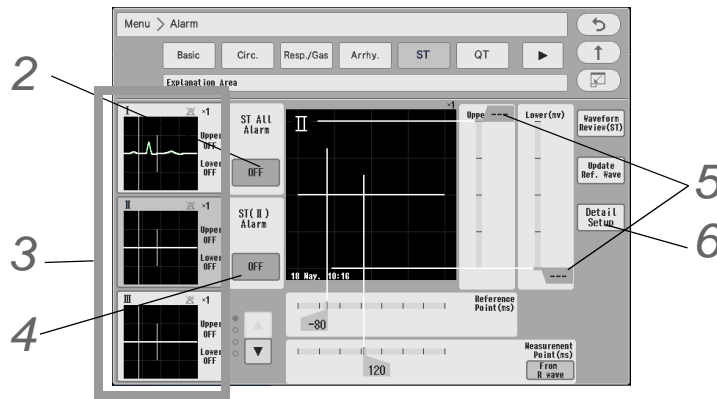 Menu > Alarm
Basic Circ. Resp./Gas Arrhy. ST QT
Explanation Area
2
I ×1
Upper
OFF
Lower
OFF
ST All
Alarm
OFF
II
×1
Upper ---
Lower(mv)
Waveform
Review(ST)
Update
Ref. Wave
Detail
Setup
5
6
3
II ×1
Upper
OFF
Lower
OFF
ST(II)
Alarm
OFF
18 May. 10:16
---
4
III ×1
Upper
OFF
Lower
OFF
Reference
Point(ms)
-80
Measurement
Point(ms)
120
From
R wave